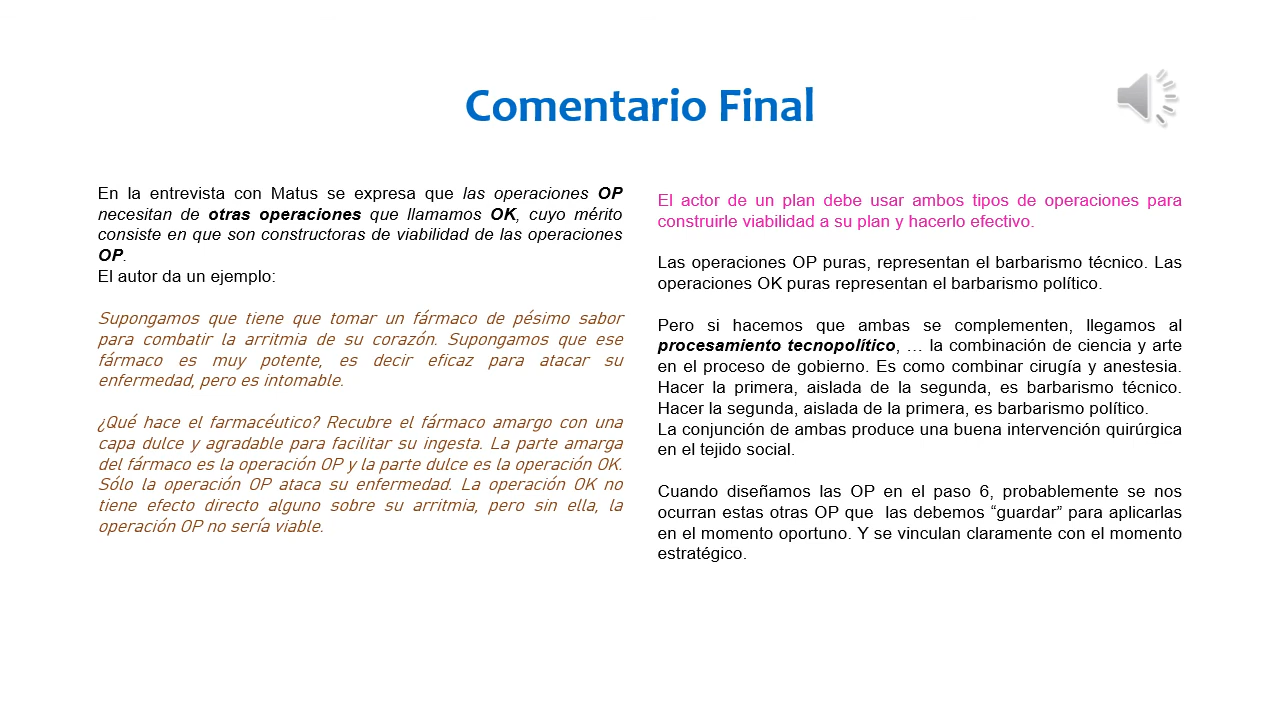 Comentario Final
En la entrevista con Matus se expresa que las operaciones OP
necesitan de otras operaciones que llamamos OK, cuyo mérito
consiste en que son constructoras de viabilidad de las operaciones
OP.
El autor da un ejemplo:
Supongamos que tiene que tomar un fármaco de pésimo sabor
para combatir la arritmia de su corazón. Supongamos que ese
fármaco es muy potente, es decir eficaz para atacar su
enfermedad, pero es intomable.
¿Qué hace el farmacéutico? Recubre el fármaco amargo con una
capa dulce y agradable para facilitar su ingesta. La parte amarga
del fármaco es la operación OP y la parte dulce es la operación OK.
Sólo la operación OP ataca su enfermedad. La operación OK no
tiene efecto directo alguno sobre su arritmia, pero sin ella, la
operación OP no sería viable.
El actor de un plan debe usar ambos tipos de operaciones para
construirle viabilidad a su plan y hacerlo efectivo.
Las operaciones OP puras, representan el barbarismo técnico. Las
operaciones OK puras representan el barbarismo político.
Pero si hacemos que ambas se complementen, llegamos al
procesamiento tecnopolítico, … la combinación de ciencia y arte
en el proceso de gobierno. Es como combinar cirugía y anestesia.
Hacer la primera, aislada de la segunda, es barbarismo técnico.
Hacer la segunda, aislada de la primera, es barbarismo político.
La conjunción de ambas produce una buena intervención quirúrgica
en el tejido social.
Cuando diseñamos las OP en el paso 6, probablemente se nos
ocurran estas otras OP que  las debemos “guardar” para aplicarlas
en el momento oportuno. Y se vinculan claramente con el momento
estratégico.